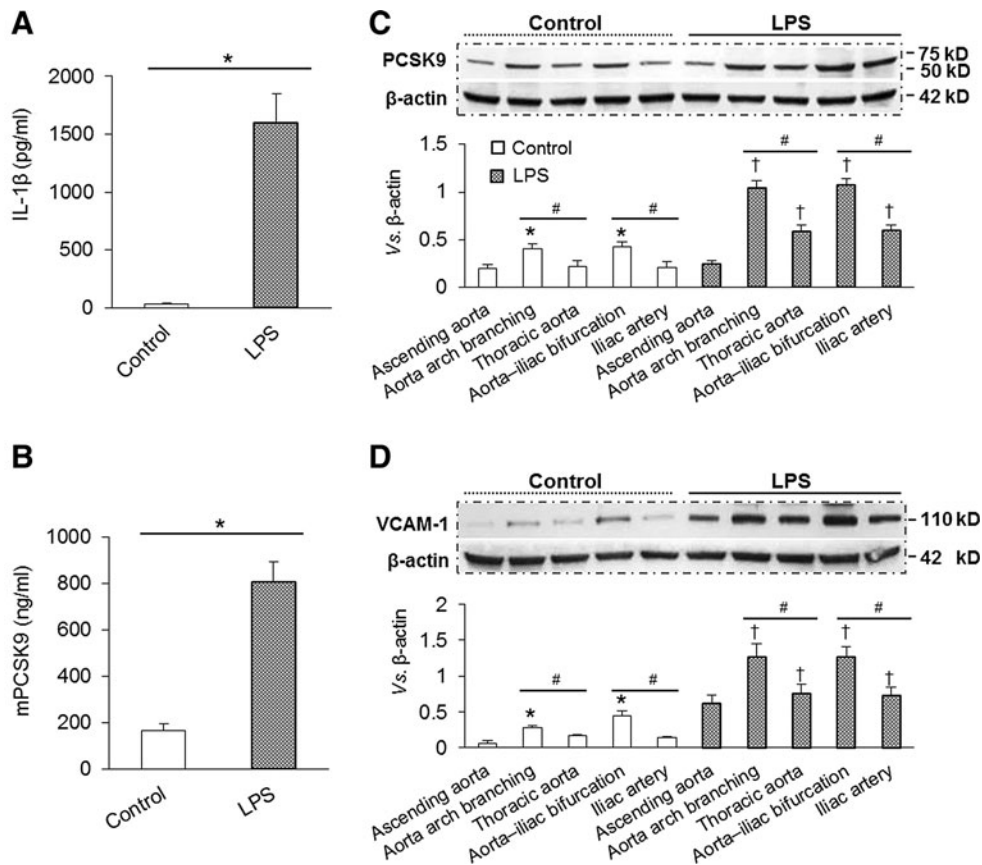 A
*
2000
1500
1000
500
0
IL-1β (pg/ml)
Control
LPS
B
*
1000
800
600
400
200
0
mPCSK9 (ng/ml)
Control
LPS
C
Control LPS
PCSK9
75 kD
50 kD
β-actin
42 kD
Control
LPS
1.5
1
0.5
0
Vs. β-actin
# # # #
* * † † † †
Ascending aorta
Aorta arch branching
Thoracic aorta
Aorta–iliac bifurcation
Iliac artery
Ascending aorta
Aorta arch branching
Thoracic aorta
Aorta–iliac bifurcation
Iliac artery
D
Control LPS
VCAM-1
110 kD
β-actin
42 kD
2
1.5
1
0.5
0
Vs. β-actin
# # # #
* * † † † †
Ascending aorta
Aorta arch branching
Thoracic aorta
Aorta–iliac bifurcation
Iliac artery
Ascending aorta
Aorta arch branching
Thoracic aorta
Aorta–iliac bifurcation
Iliac artery